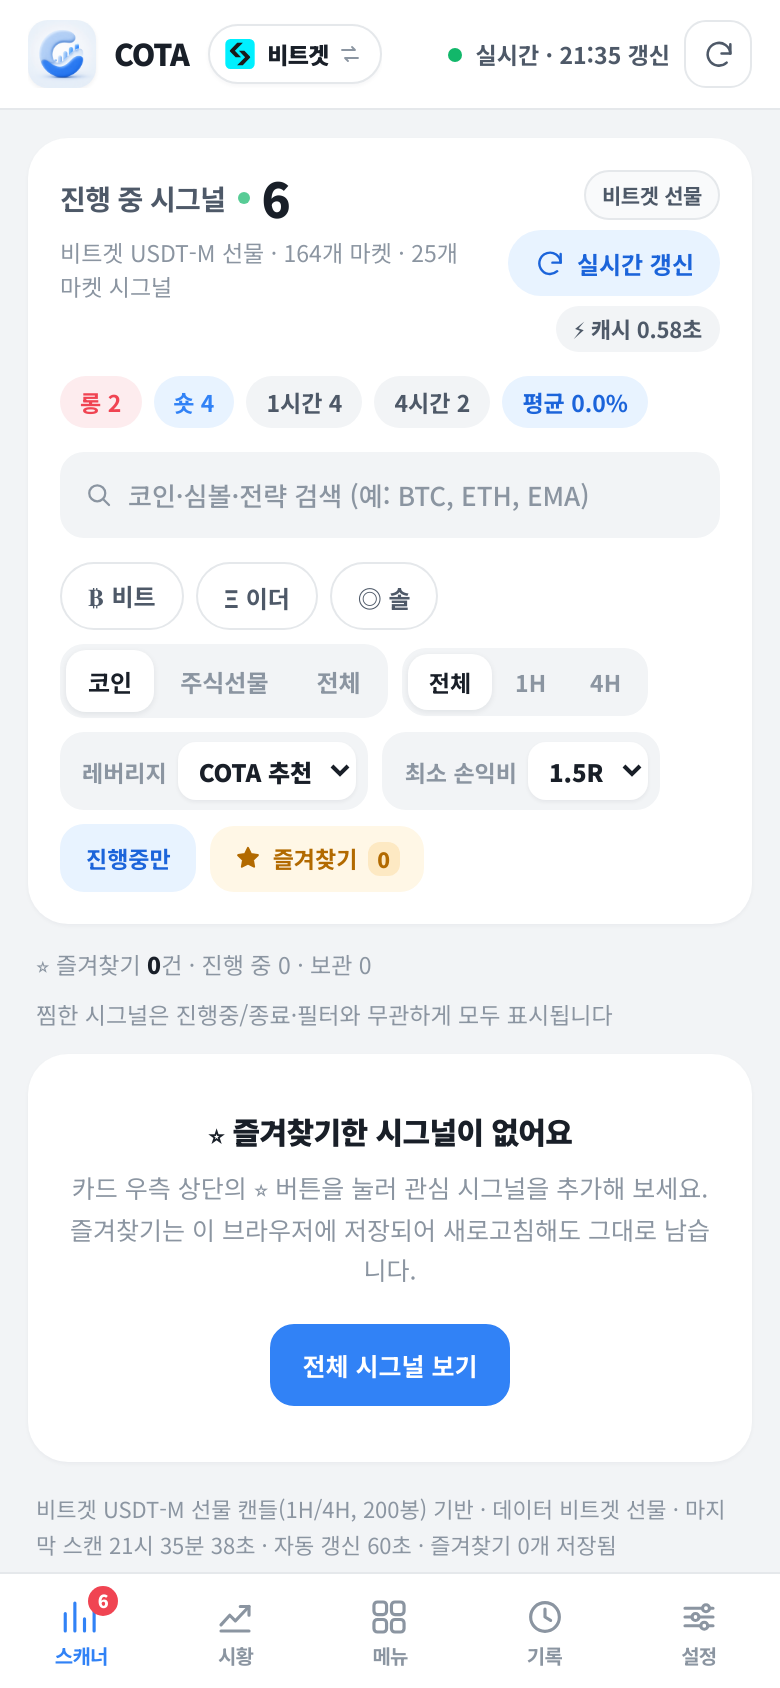 COTA
비트겟
실시간 · 21:35 갱신
진행 중 시그널 6
비트겟 선물
비트겟 USDT-M 선물 · 164개 마켓 · 25개
마켓 시그널
실시간 갱신
⚡ 캐시 0.58초
롱 2
숏 4
1시간 4
4시간 2
평균 0.0%
코인·심볼·전략 검색 (예: BTC, ETH, EMA)
₿ 비트
Ξ 이더
◎ 솔
코인
주식선물
전체
전체
1H
4H
레버리지
COTA 추천
최소 손익비
1.5R
진행중만
★ 즐겨찾기 0
☆ 즐겨찾기 0건 · 진행 중 0 · 보관 0
찜한 시그널은 진행중/종료·필터와 무관하게 모두 표시됩니다
☆ 즐겨찾기한 시그널이 없어요
카드 우측 상단의 ☆ 버튼을 눌러 관심 시그널을 추가해 보세요.
즐겨찾기는 이 브라우저에 저장되어 새로고침해도 그대로 남습
니다.
전체 시그널 보기
비트겟 USDT-M 선물 캔들(1H/4H, 200봉) 기반 · 데이터 비트겟 선물 · 마지
막 스캔 21시 35분 38초 · 자동 갱신 60초 · 즐겨찾기 0개 저장됨
6
스캐너
시황
메뉴
기록
설정